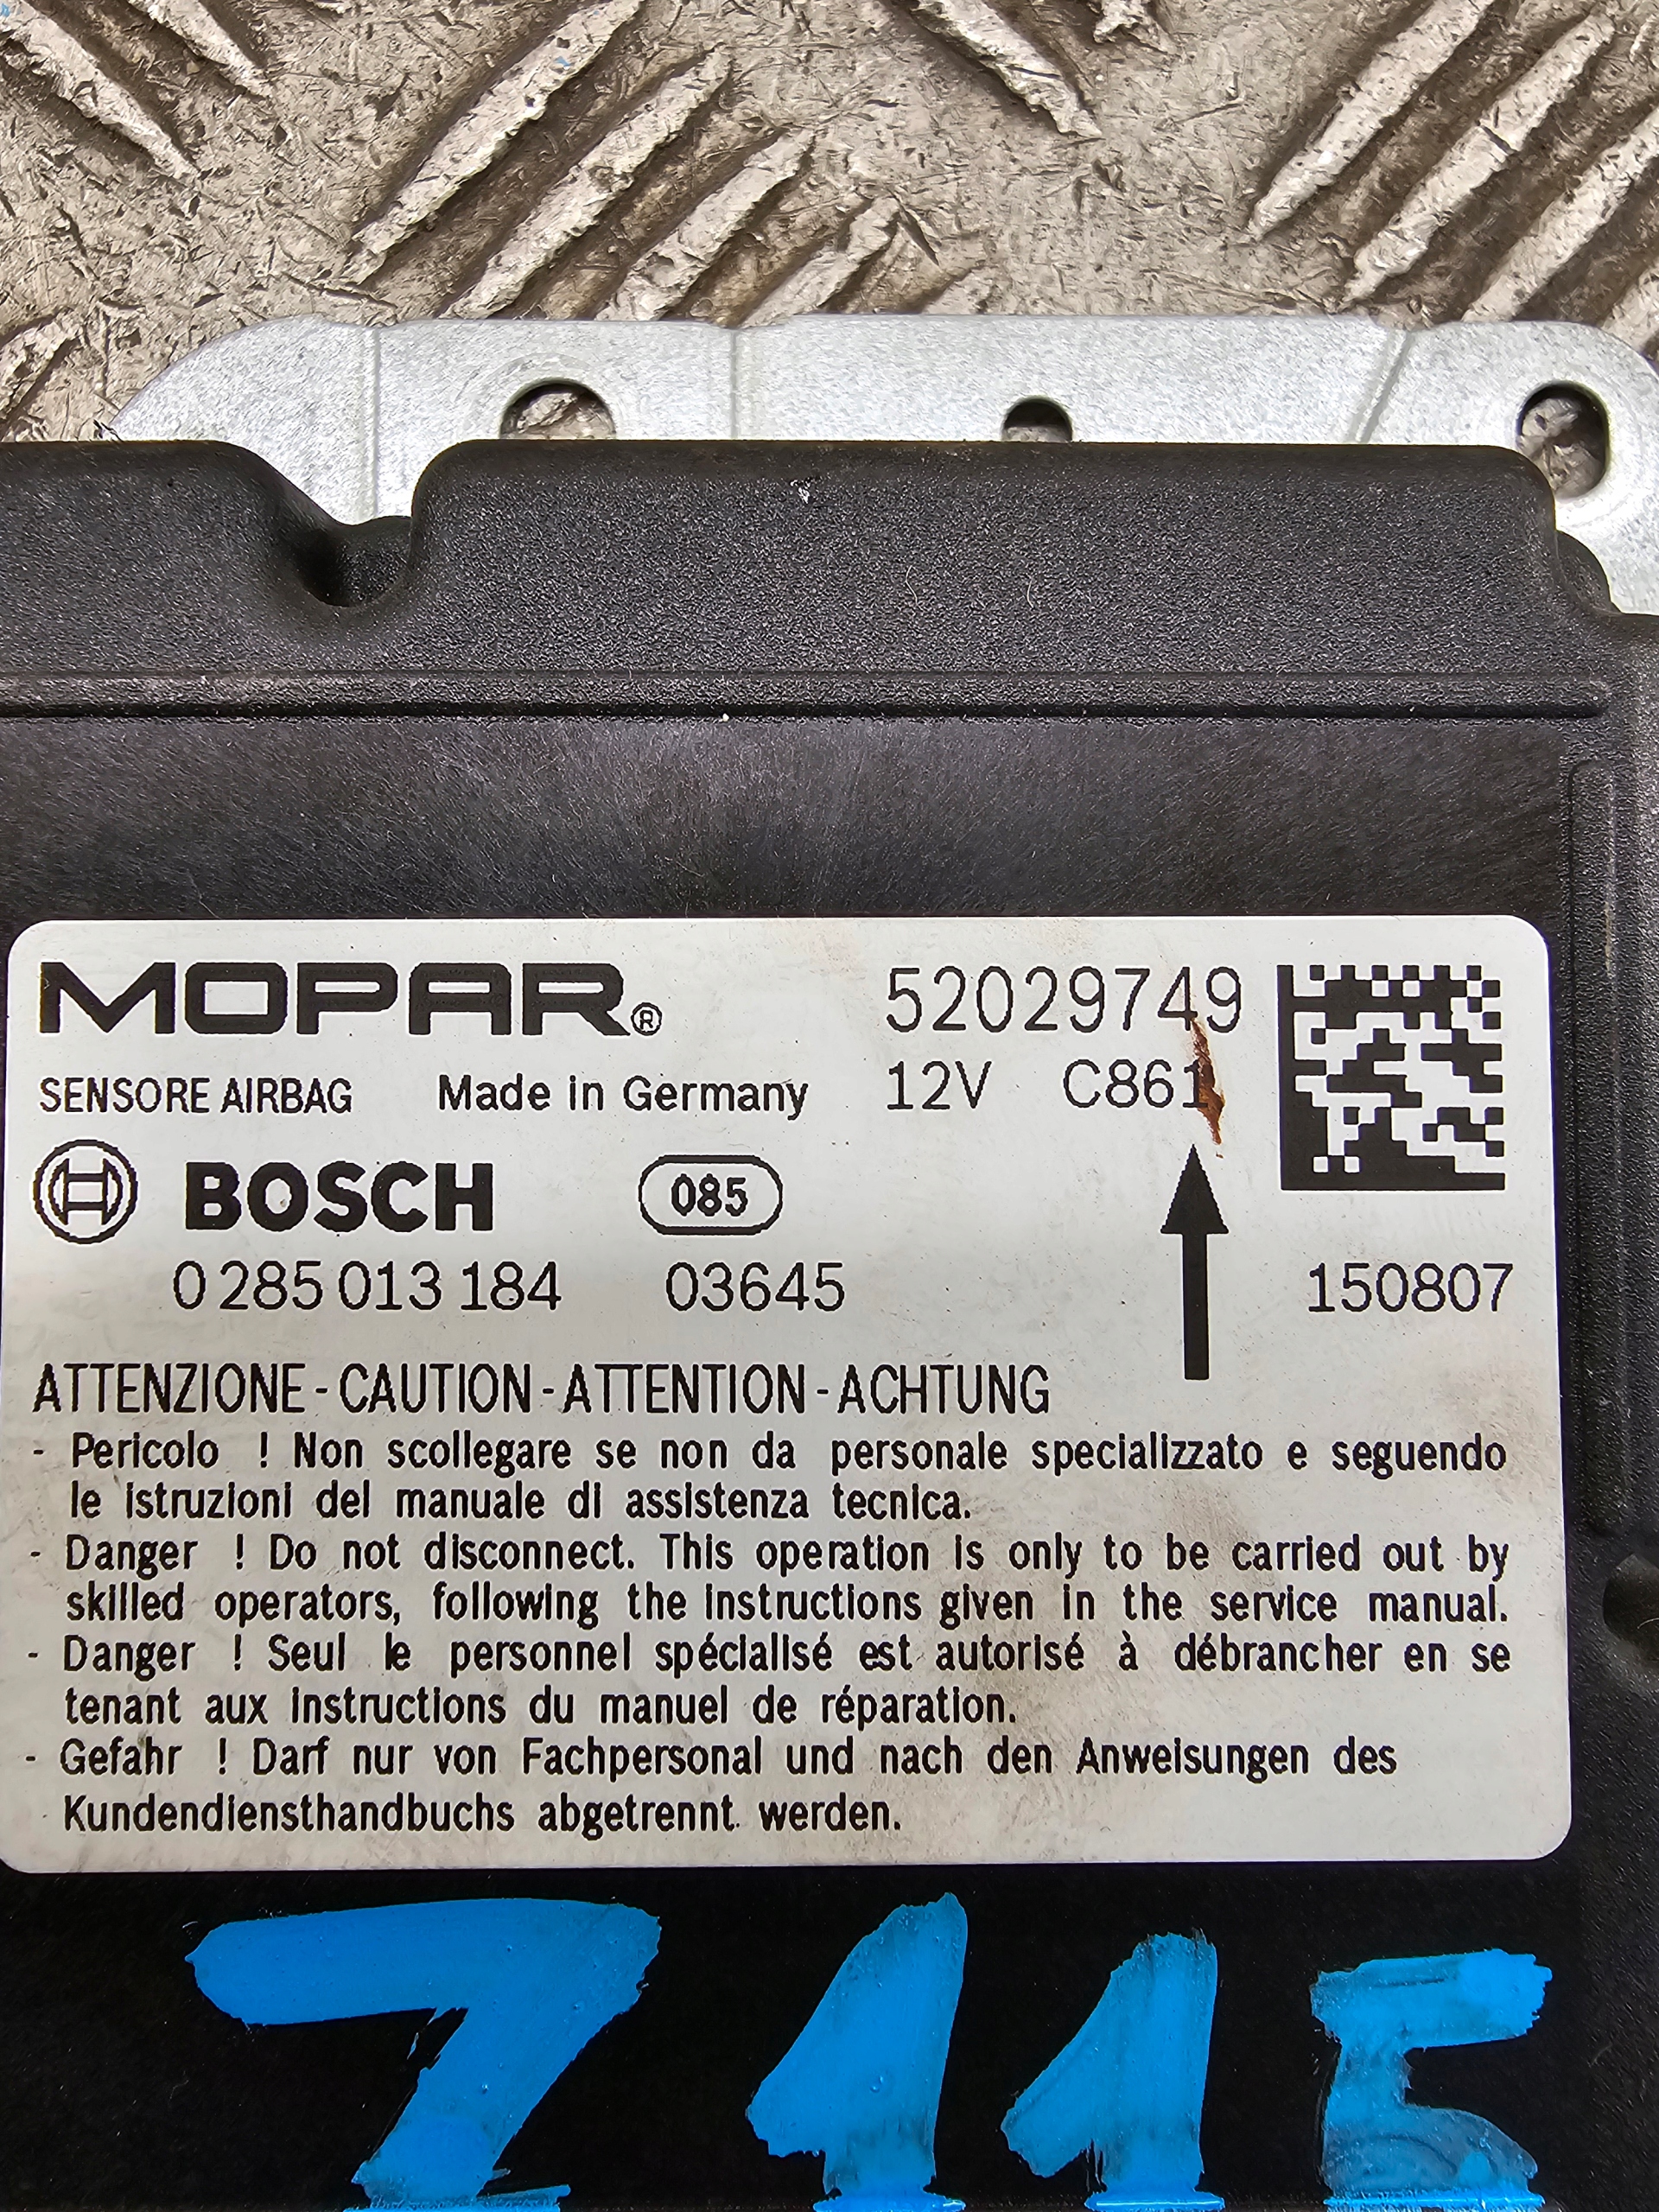 MOPAR® 52029749
SENSORE AIRBAG Made in Germany 12V C861
BOSCH 085
0 285 013 184 03645 150807
ATTENZIONE - CAUTION - ATTENTION - ACHTUNG
- Pericolo ! Non scollegare se non da personale specializzato e seguendo
le istruzioni del manuale di assistenza tecnica.
- Danger ! Do not disconnect. This operation is only to be carried out by
skilled operators, following the instructions given in the service manual.
- Danger ! Seul le personnel spécialisé est autorisé à débrancher en se
tenant aux instructions du manuel de réparation.
- Gefahr ! Darf nur von Fachpersonal und nach den Anweisungen des
Kundendiensthandbuchs abgetrennt werden.